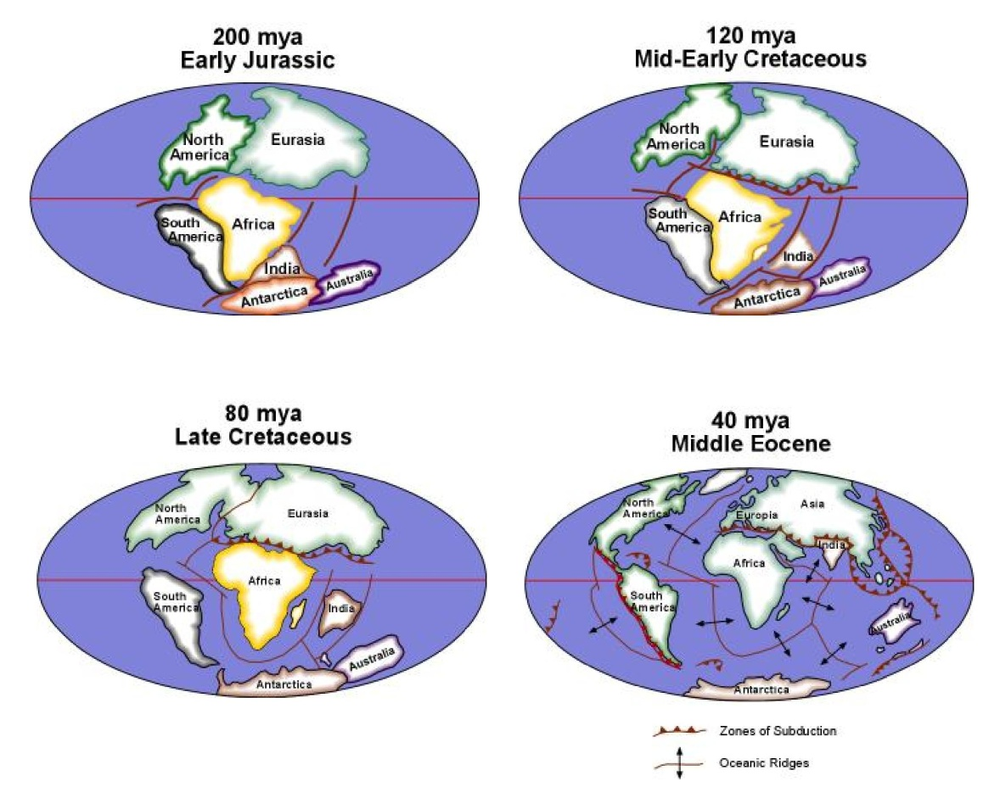 200 mya
Early Jurassic
North
America
Eurasia
South
America
Africa
India
Antarctica
Australia
120 mya
Mid-Early Cretaceous
North
America
Eurasia
South
America
Africa
India
Antarctica
Australia
80 mya
Late Cretaceous
North
America
Eurasia
South
America
Africa
India
Antarctica
Australia
40 mya
Middle Eocene
North
America
Europia
Asia
India
Africa
South
America
Australia
Antarctica
Zones of Subduction
Oceanic Ridges